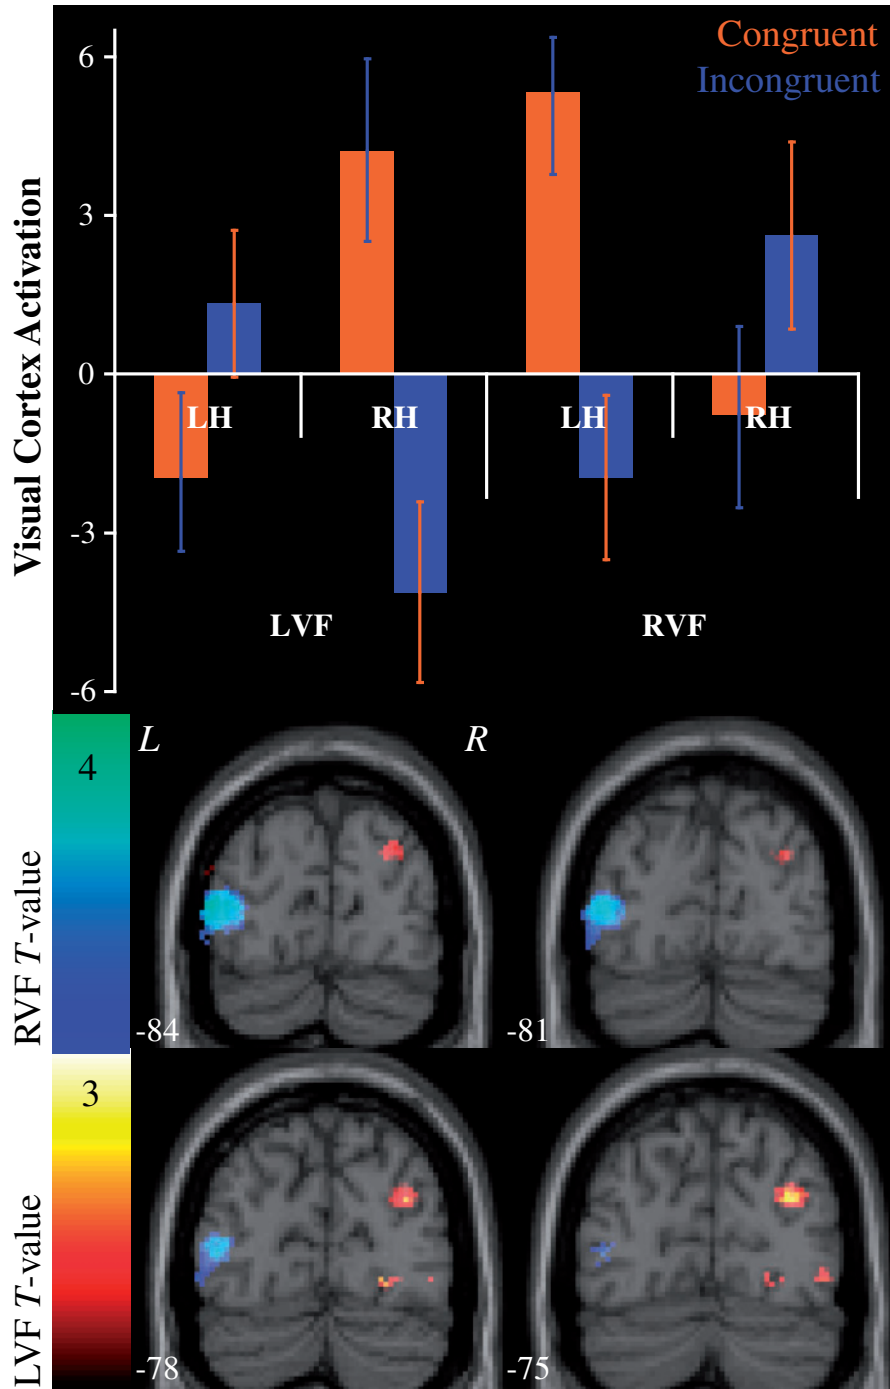 Congruent
Incongruent
Visual Cortex Activation
6
3
0
-3
-6
LH
RH
LH
RH
LVF
RVF
RVF T-value
4
L
R
-84
-81
LVF T-value
3
-78
-75